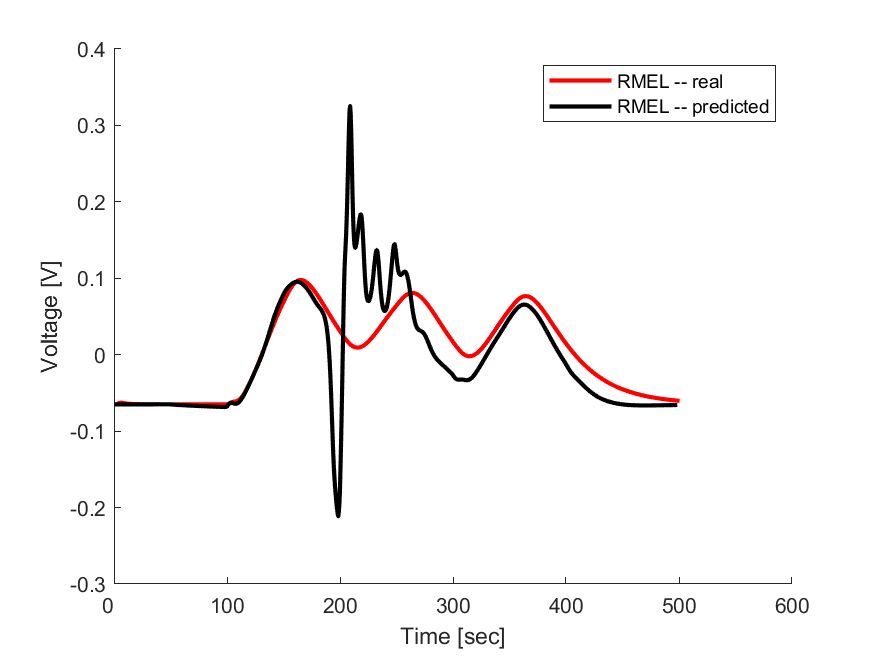 0.4
0.3
0.2
0.1
0
-0.1
-0.2
-0.3
Voltage [V]
RMEL -- real
RMEL -- predicted
0 100 200 300 400 500 600
Time [sec]